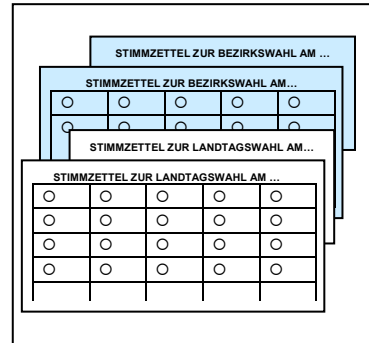 STIMMZETTEL ZUR BEZIRKSWAHL AM …
STIMMZETTEL ZUR BEZIRKSWAHL AM…
STIMMZETTEL ZUR LANDTAGSWAHL AM…
STIMMZETTEL ZUR LANDTAGSWAHL AM …